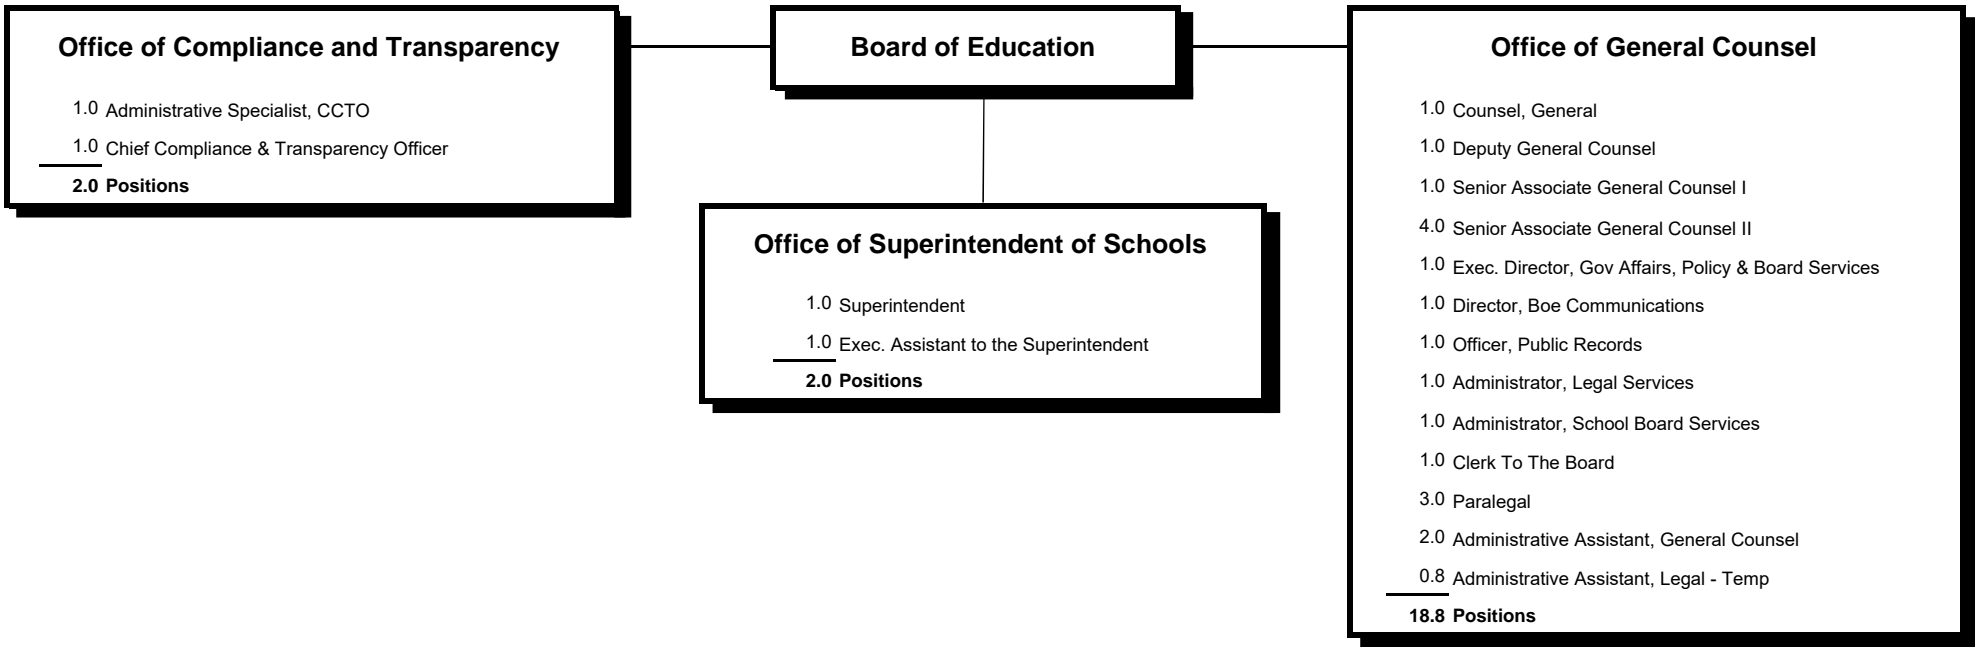 Office of Compliance and Transparency
1.0 Administrative Specialist, CCTO
1.0 Chief Compliance & Transparency Officer
2.0 Positions
Board of Education
Office of Superintendent of Schools
1.0 Superintendent
1.0 Exec. Assistant to the Superintendent
2.0 Positions
Office of General Counsel
1.0 Counsel, General
1.0 Deputy General Counsel
1.0 Senior Associate General Counsel I
4.0 Senior Associate General Counsel II
1.0 Exec. Director, Gov Affairs, Policy & Board Services
1.0 Director, Boe Communications
1.0 Officer, Public Records
1.0 Administrator, Legal Services
1.0 Administrator, School Board Services
1.0 Clerk To The Board
3.0 Paralegal
2.0 Administrative Assistant, General Counsel
0.8 Administrative Assistant, Legal - Temp
18.8 Positions